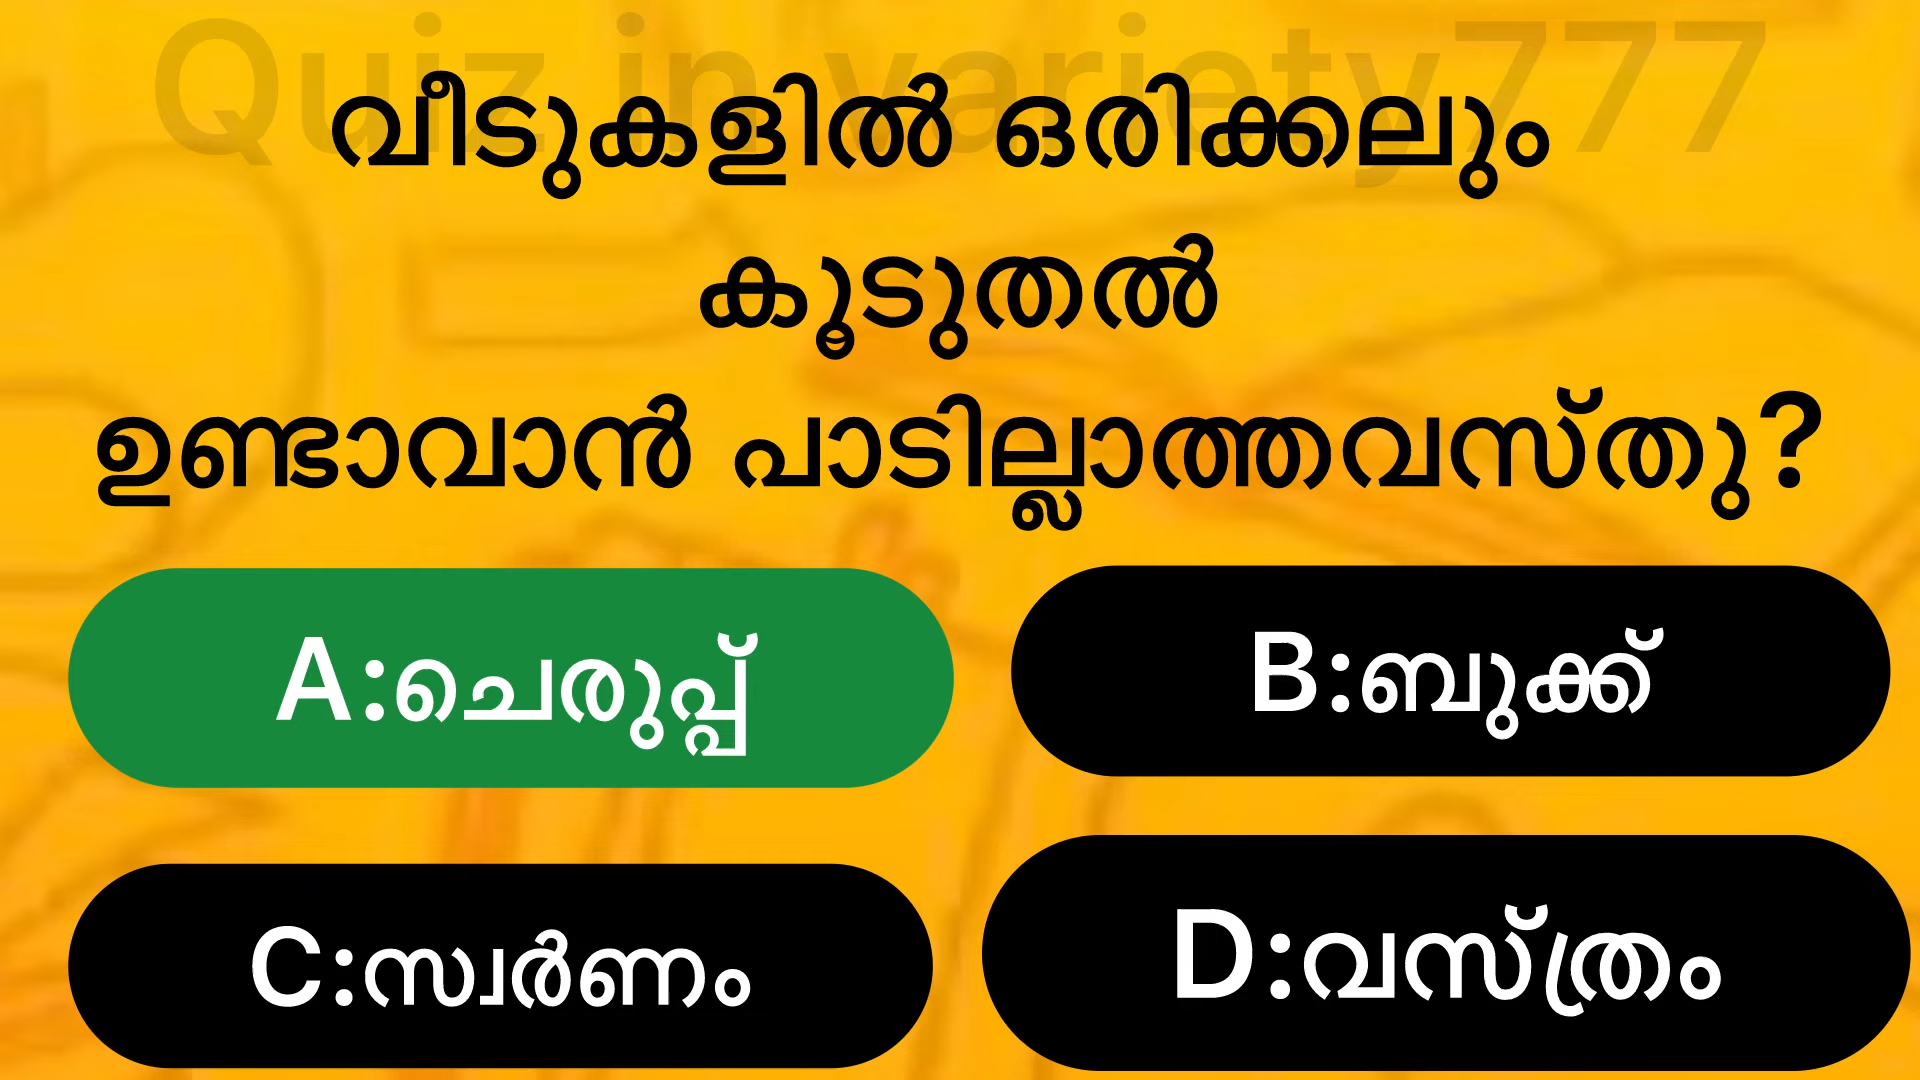 Quiz in variety777
വീടുകളിൽ ഒരിക്കലും
കൂടുതൽ
ഉണ്ടാവാൻ പാടില്ലാത്തവസ്തു?
A:ചെരുപ്പ്
B:ബുക്ക്
C:സ്വർണം
D:വസ്ത്രം